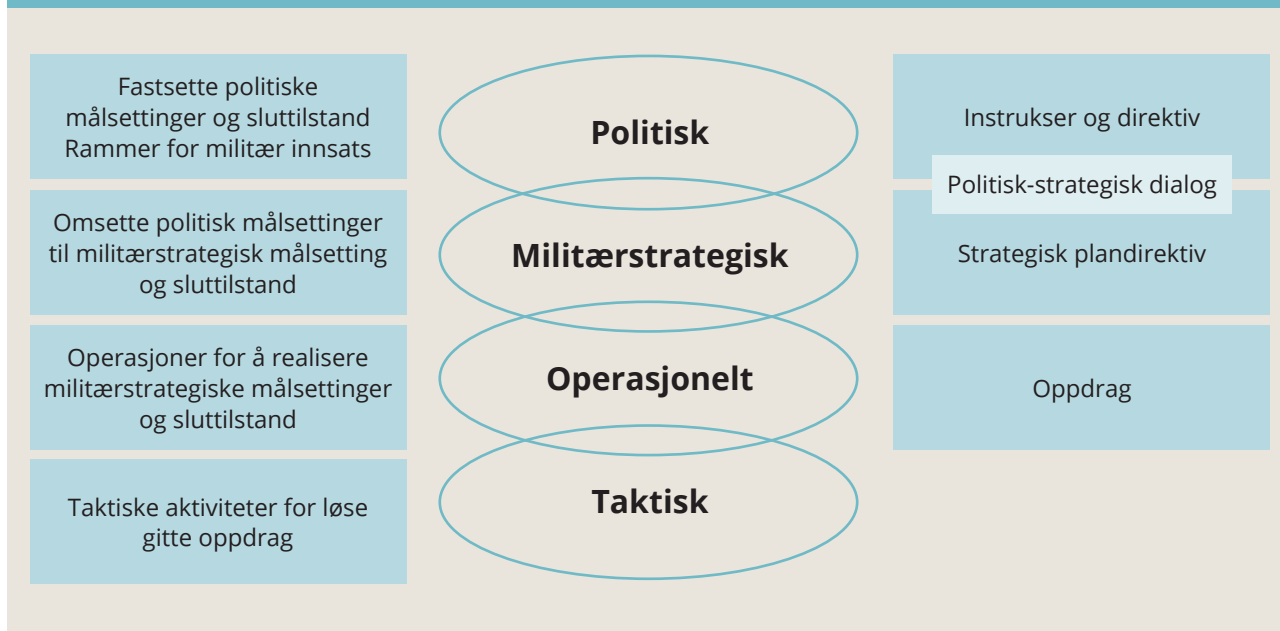 Fastsette politiske
målsettinger og sluttilstand
Rammer for militær innsats
Politisk
Instrukser og direktiv
Politisk-strategisk dialog
Omsette politisk målsettinger
til militærstrategisk målsetting
og sluttilstand
Militærstrategisk
Strategisk plandirektiv
Operasjoner for å realisere
militærstrategiske målsettinger
og sluttilstand
Operasjonelt
Oppdrag
Taktiske aktiviteter for løse
gitte oppdrag
Taktisk